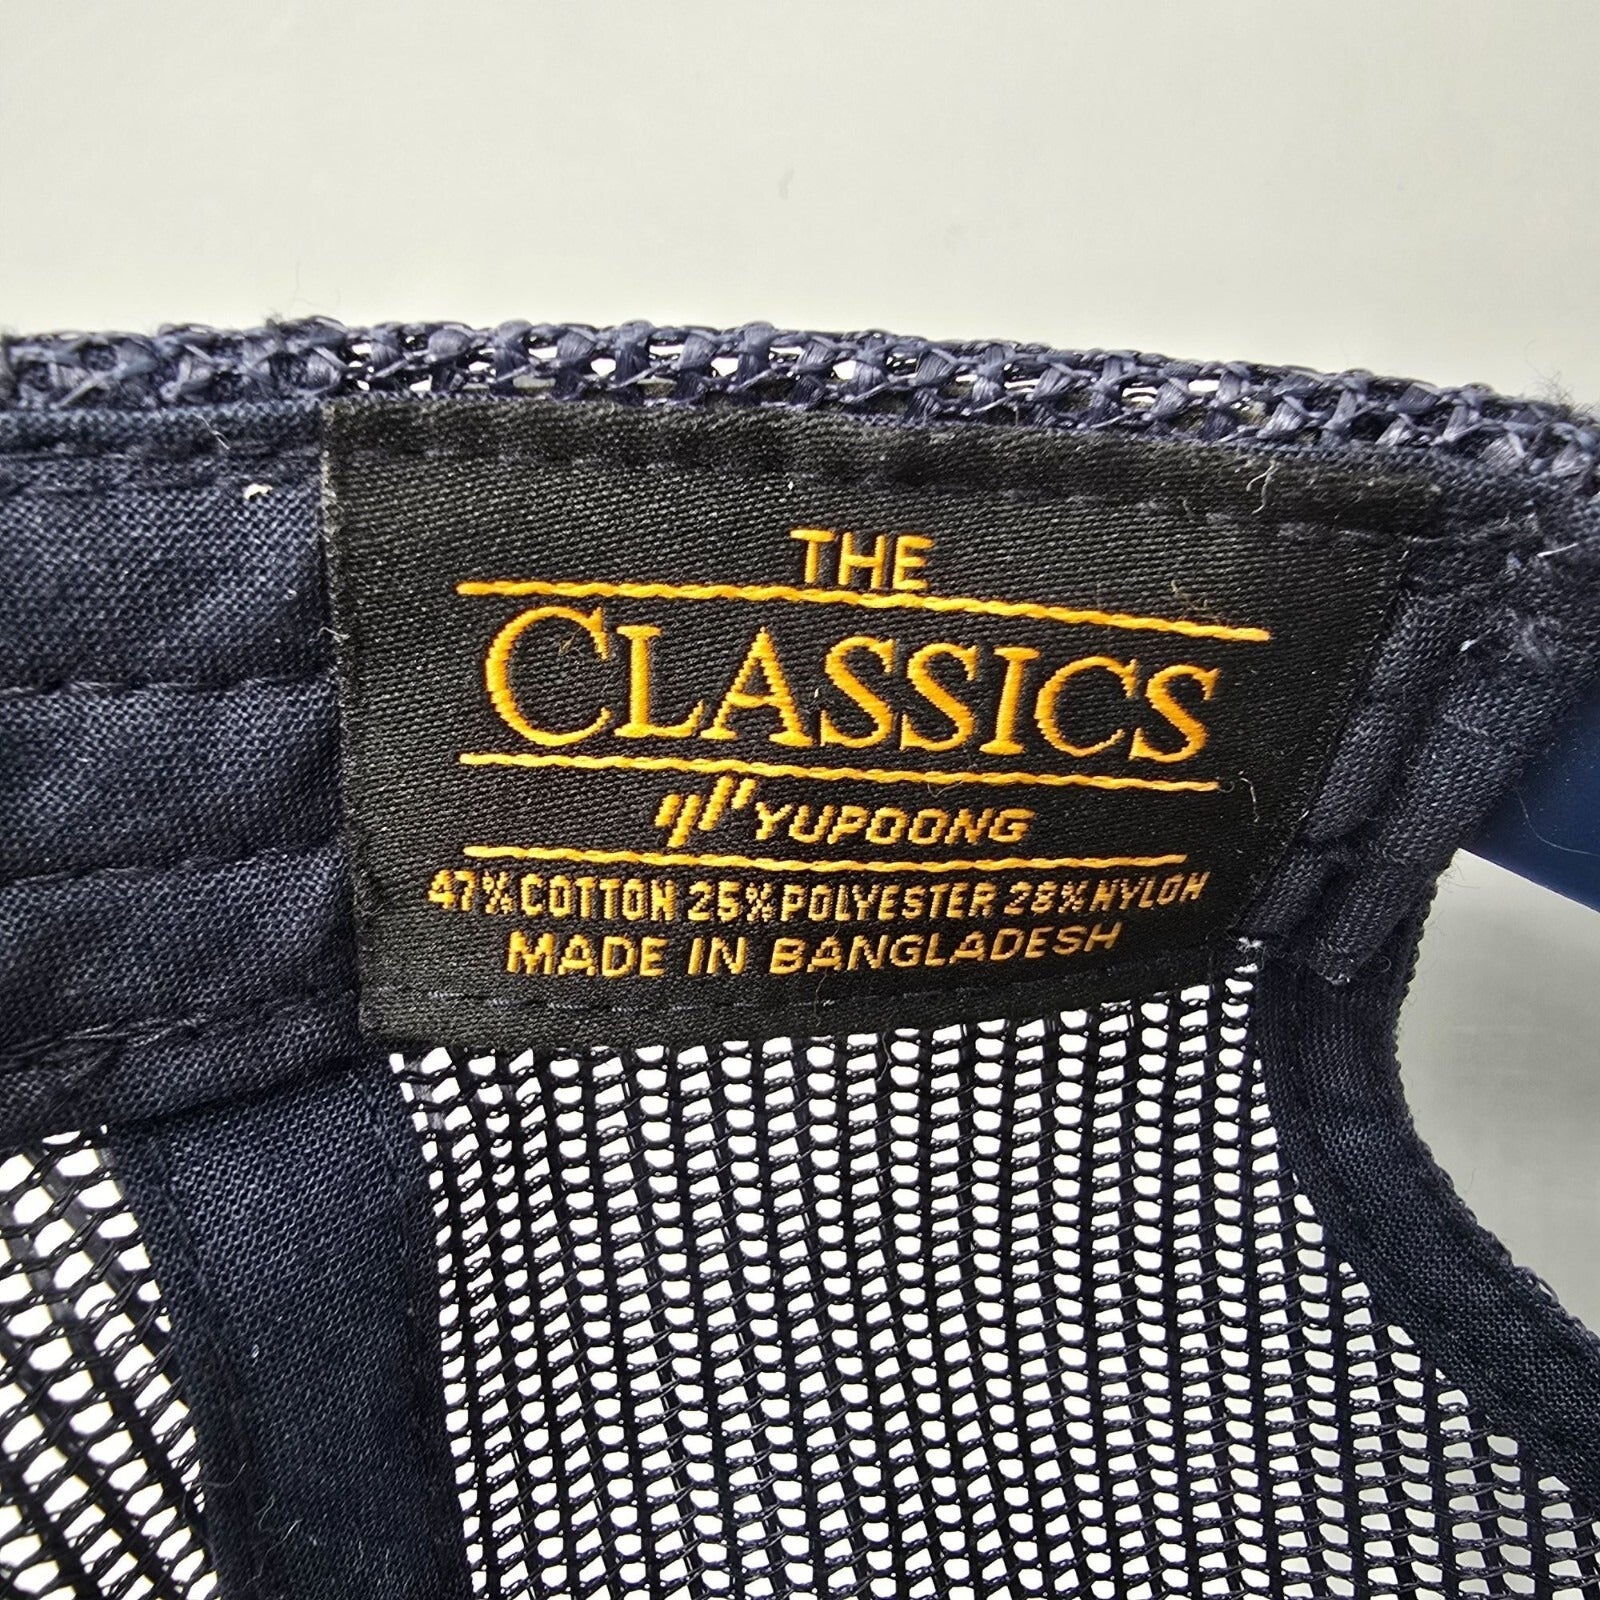 THE
CLASSICS
YUPOONG
47% COTTON 25% POLYESTER 28% NYLON
MADE IN BANGLADESH